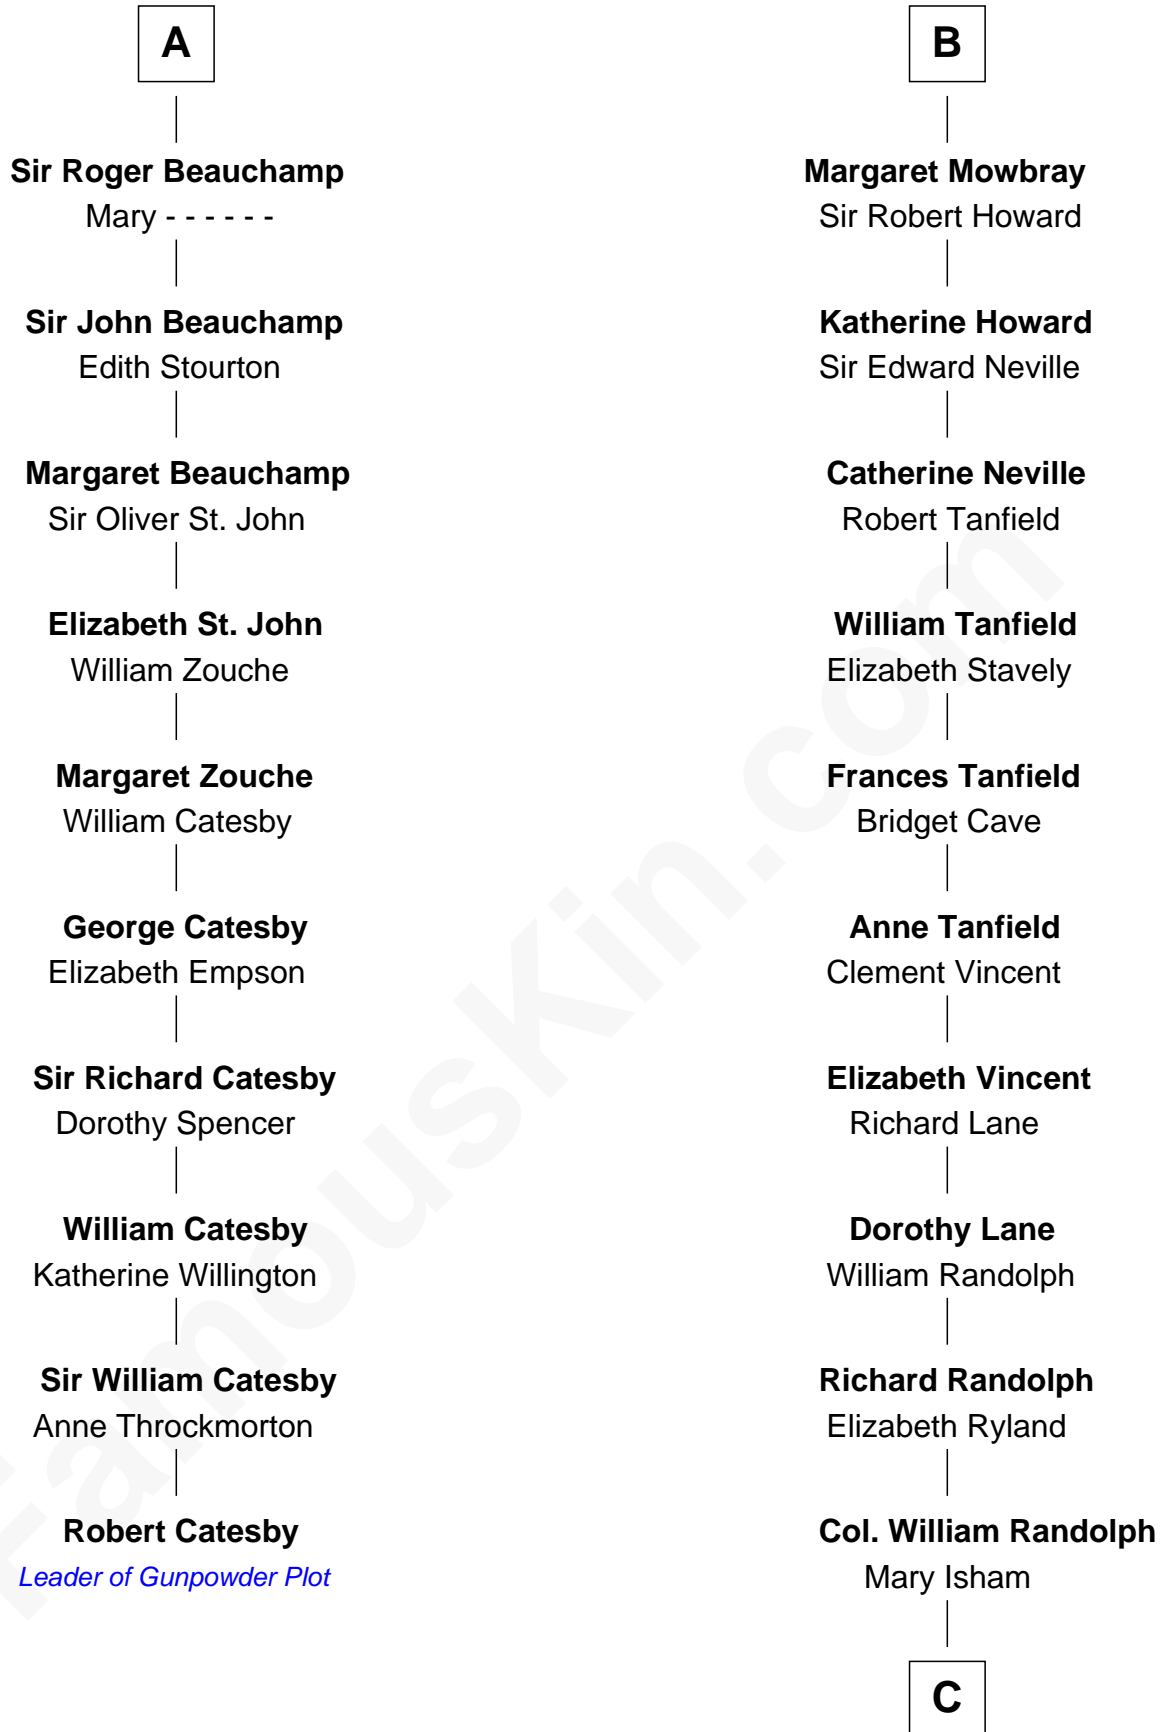 A
Sir Roger Beauchamp
Mary - - - - - -
Sir John Beauchamp
Edith Stourton
Margaret Beauchamp
Sir Oliver St. John
Elizabeth St. John
William Zouche
Margaret Zouche
William Catesby
George Catesby
Elizabeth Empson
Sir Richard Catesby
Dorothy Spencer
William Catesby
Katherine Willington
Sir William Catesby
Anne Throckmorton
Robert Catesby
Leader of Gunpowder Plot
B
Margaret Mowbray
Sir Robert Howard
Katherine Howard
Sir Edward Neville
Catherine Neville
Robert Tanfield
William Tanfield
Elizabeth Stavely
Frances Tanfield
Bridget Cave
Anne Tanfield
Clement Vincent
Elizabeth Vincent
Richard Lane
Dorothy Lane
William Randolph
Richard Randolph
Elizabeth Ryland
Col. William Randolph
Mary Isham
C
FamousKin.com